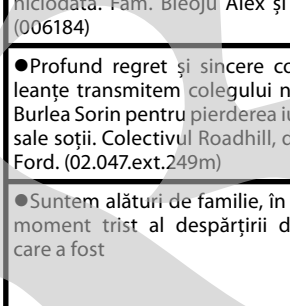 niciodată. Fam. Bleoju Alex și
(006184)
●Profund regret și sincere co
leanțe transmitem colegului n
Burlea Sorin pentru pierderea iu
sale soții. Colectivul Roadhill, d
Ford. (02.047.ext.249m)
●Suntem alături de familie, în
moment trist al despărțirii d
care a fost